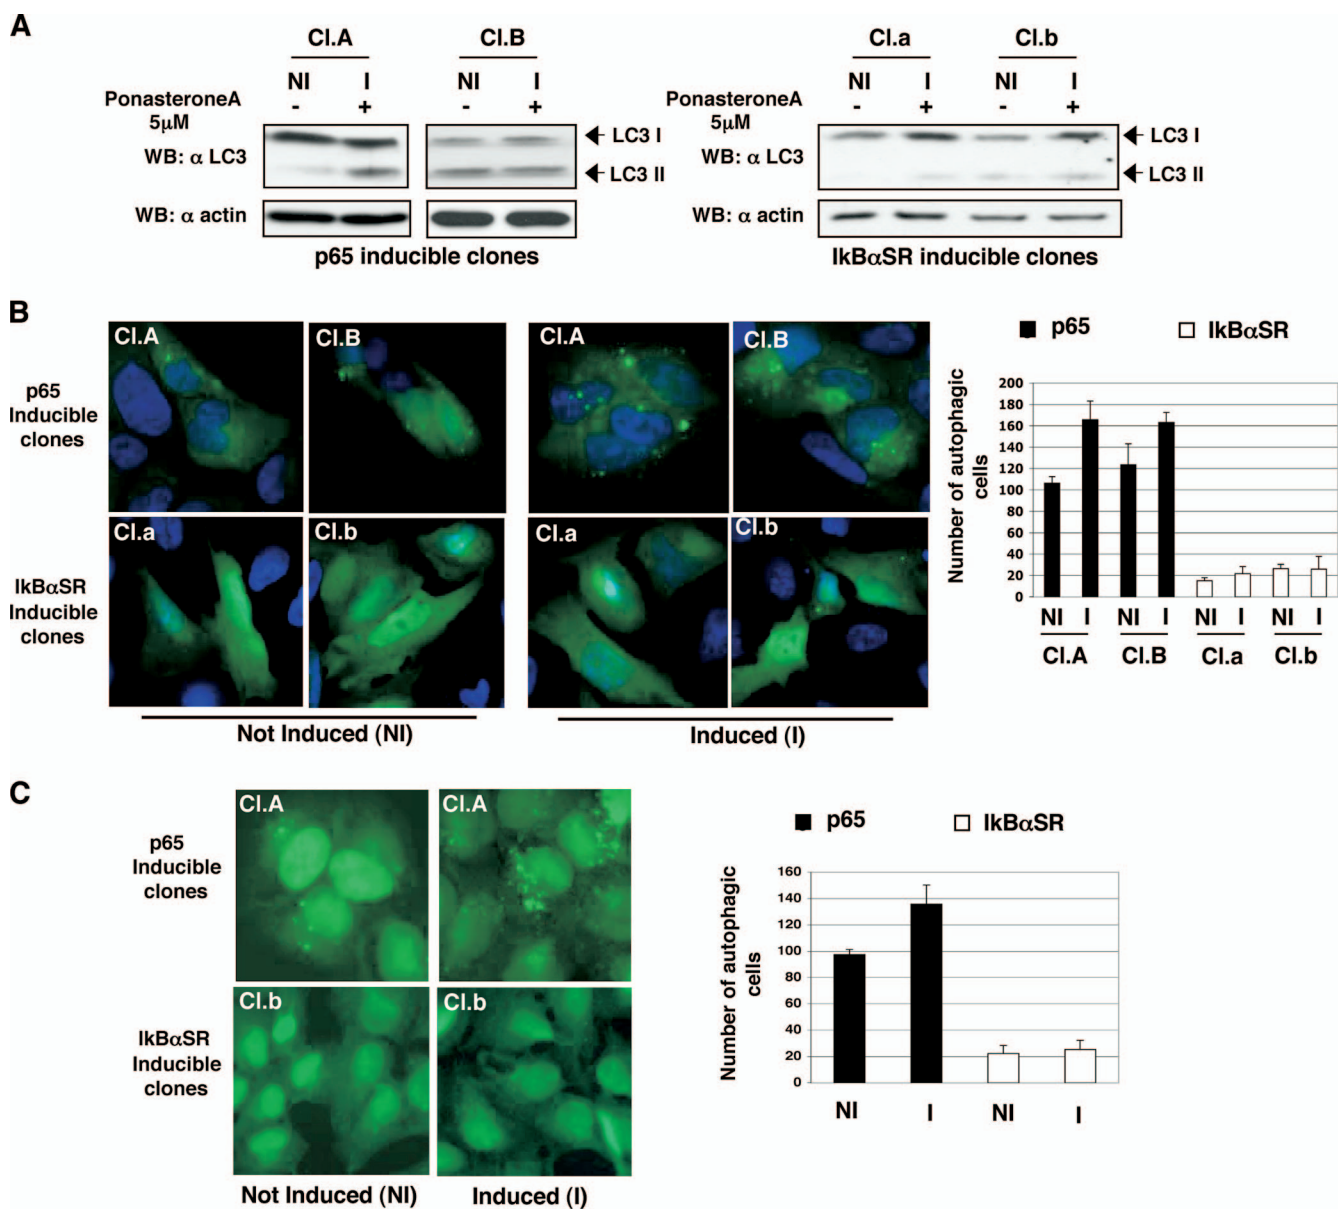 A
Cl.A Cl.B Cl.a Cl.b
NI I NI I NI I NI I
PonasteroneA - + - + PonasteroneA - + - +
5µM 5µM
WB: α LC3 LC3 I WB: α LC3 LC3 I
LC3 II LC3 II
WB: α actin WB: α actin
p65 inducible clones IkBαSR inducible clones
B
Cl.A Cl.B Cl.A Cl.B
p65
Inducible
clones
Cl.a Cl.b Cl.a Cl.b
IkBαSR
Inducible
clones
Not Induced (NI) Induced (I)
p65 IkBαSR
Number of autophagic
cells
200
180
160
140
120
100
80
60
40
20
0
NI I NI I NI I NI I
Cl.A Cl.B Cl.a Cl.b
C
Cl.A Cl.A
p65
Inducible
clones
Cl.b Cl.b
IkBαSR
Inducible
clones
Not Induced (NI) Induced (I)
p65 IkBαSR
Number of autophagic
cells
160
140
120
100
80
60
40
20
0
NI I NI I